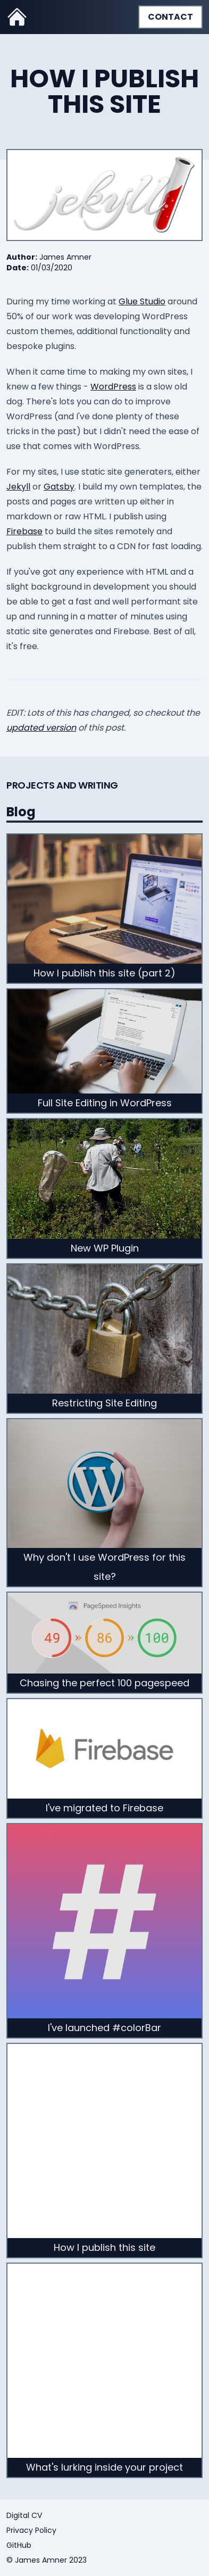 CONTACT
HOW I PUBLISH
THIS SITE
jekyll
Author: James Amner
Date: 01/03/2020
During my time working at Glue Studio around
50% of our work was developing WordPress
custom themes, additional functionality and
bespoke plugins.
When it came time to making my own sites, I
knew a few things - WordPress is a slow old
dog. There's lots you can do to improve
WordPress (and I've done plenty of these
tricks in the past) but I didn't need the ease of
use that comes with WordPress.
For my sites, I use static site generators, either
Jekyll or Gatsby. I build my own templates, the
posts and pages are written up either in
markdown or raw HTML. I publish using
Firebase to build the sites remotely and
publish them straight to a CDN for fast loading.
If you've got any experience with HTML and a
slight background in development you should
be able to get a fast and well performant site
up and running in a matter of minutes using
static site generates and Firebase. Best of all,
it's free.
EDIT: Lots of this has changed, so checkout the
updated version of this post.
PROJECTS AND WRITING
Blog
How I publish this site (part 2)
Full Site Editing in WordPress
New WP Plugin
Restricting Site Editing
Why don't I use WordPress for this
site?
PageSpeed Insights
49 » 86 » 100
Chasing the perfect 100 pagespeed
Firebase
I've migrated to Firebase
#
I've launched #colorBar
How I publish this site
What's lurking inside your project
Digital CV
Privacy Policy
GitHub
© James Amner 2023